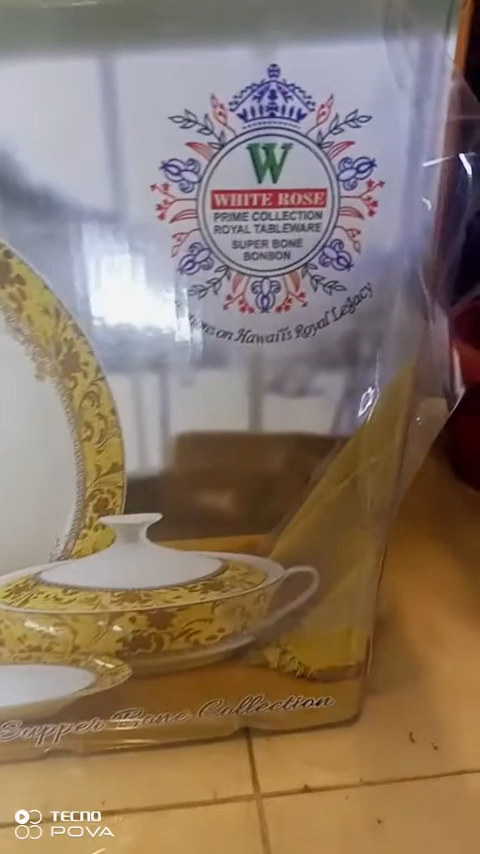 W
WHITE ROSE
PRIME COLLECTION
ROYAL TABLEWARE
SUPER BONE
BONBON
on Hawaii's Royal Legacy
Supper Bone Collection
TECNO
POVA